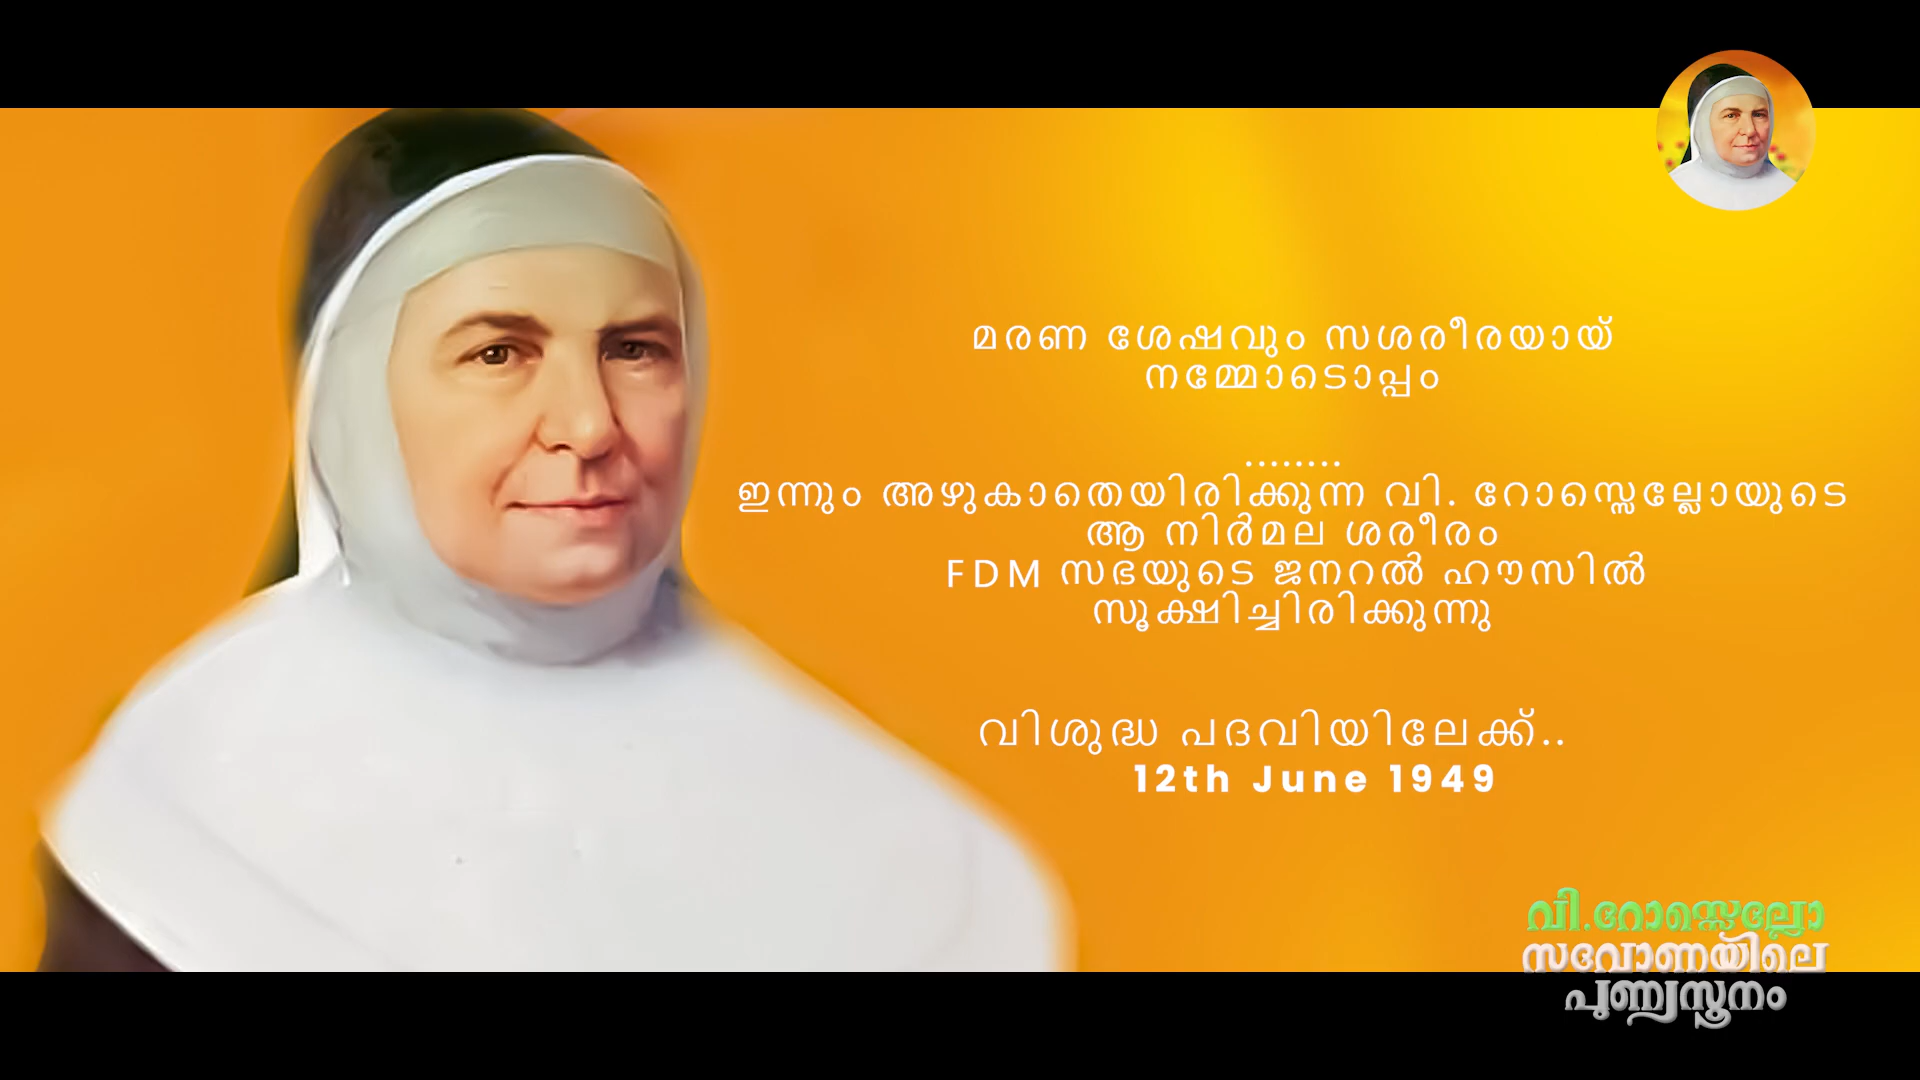 മരണ ശേഷവും സശരീരയായ്
നമ്മോടൊപ്പം
........
ഇന്നും അഴുകാതെയിരിക്കുന്ന വി. റോസ്സെല്ലോയുടെ
ആ നിർമല ശരീരം
FDM സഭയുടെ ജനറൽ ഹൗസിൽ
സൂക്ഷിച്ചിരിക്കുന്നു
വിശുദ്ധ പദവിയിലേക്ക്..
12th June 1949
വി.റോസ്സെല്ലോ
സവോണയിലെ
പുണ്യസൂനം